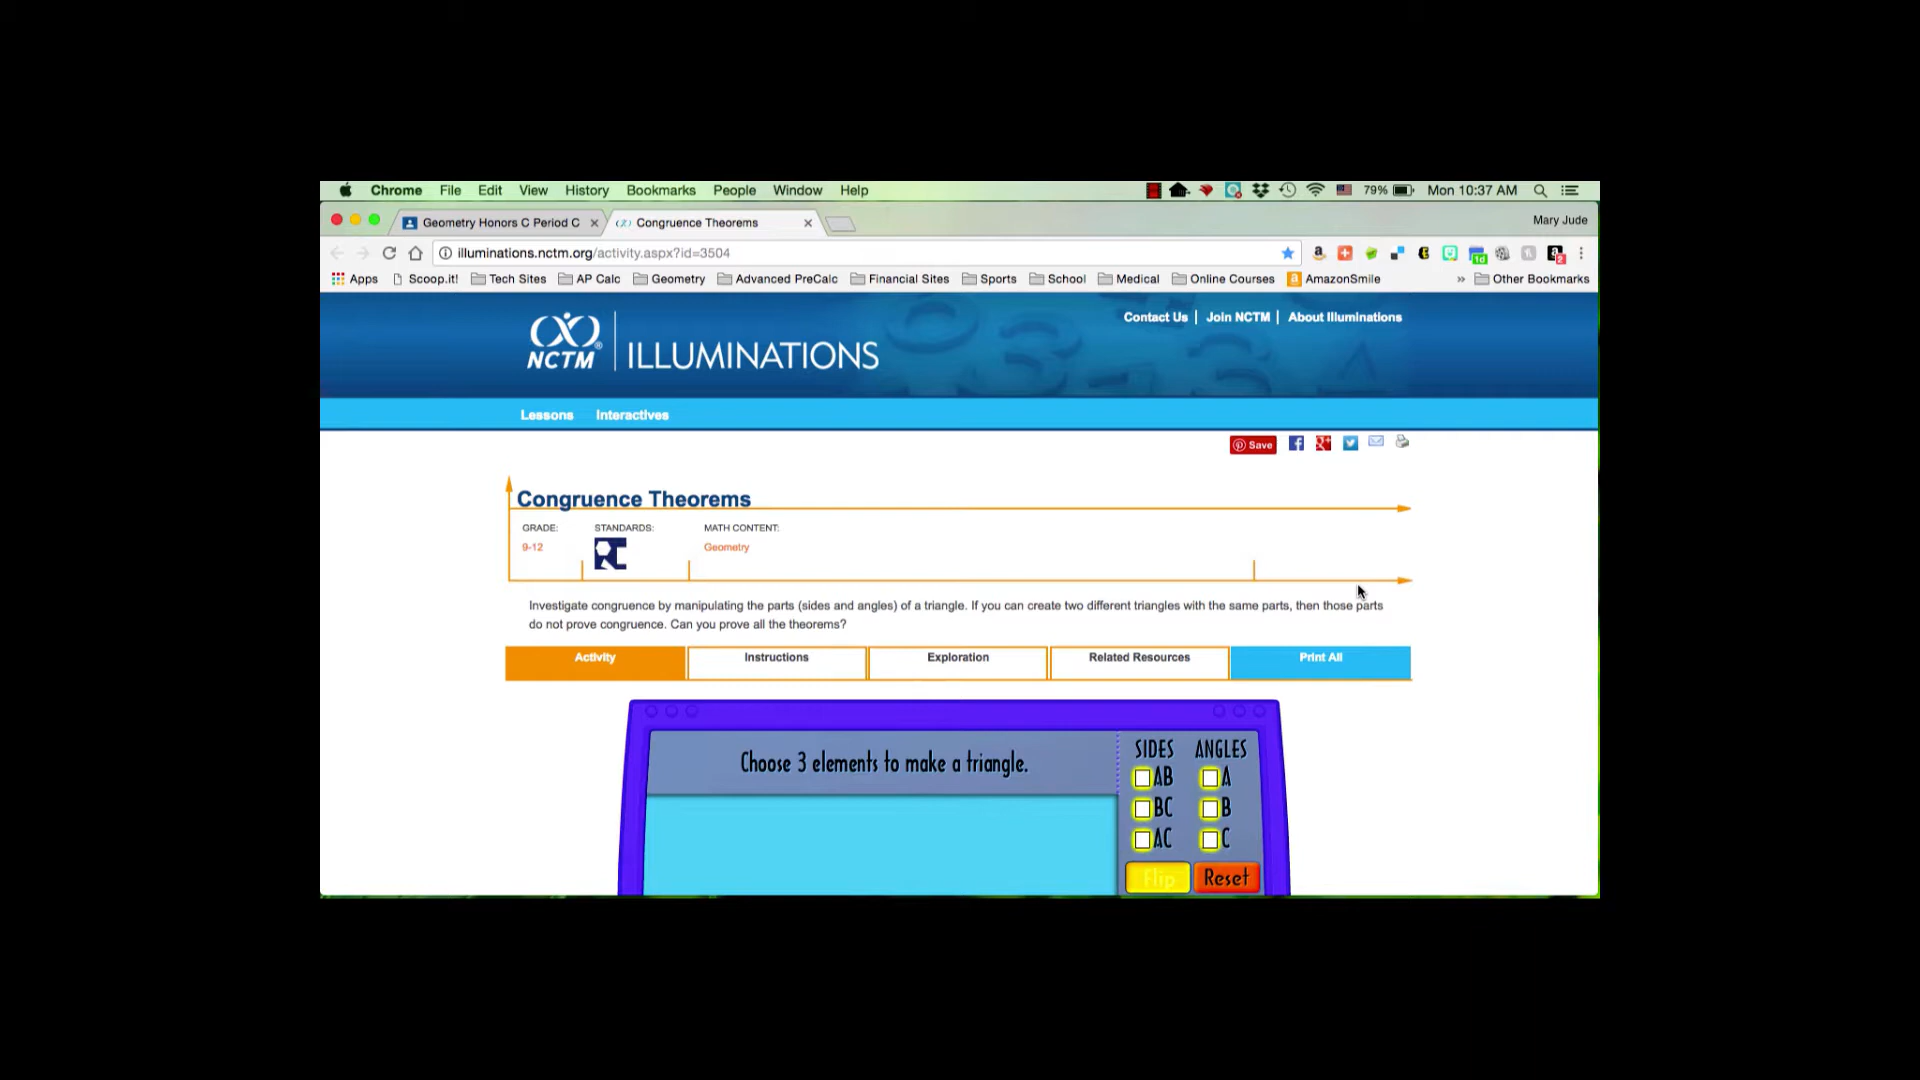 Chrome File Edit View History Bookmarks People Window Help 79% Mon 10:37 AM
Geometry Honors C Period C Congruence Theorems Mary Jude
illuminations.nctm.org/activity.aspx?id=3504
Apps Scoop.it! Tech Sites AP Calc Geometry Advanced PreCalc Financial Sites Sports School Medical Online Courses AmazonSmile » Other Bookmarks
Contact Us | Join NCTM | About Illuminations
NCTM® ILLUMINATIONS
Lessons Interactives
Save
Congruence Theorems
GRADE: STANDARDS: MATH CONTENT:
9-12 Geometry
Investigate congruence by manipulating the parts (sides and angles) of a triangle. If you can create two different triangles with the same parts, then those parts
do not prove congruence. Can you prove all the theorems?
Activity Instructions Exploration Related Resources Print All
Choose 3 elements to make a triangle.
SIDES ANGLES
AB A
BC B
AC C
Flip Reset